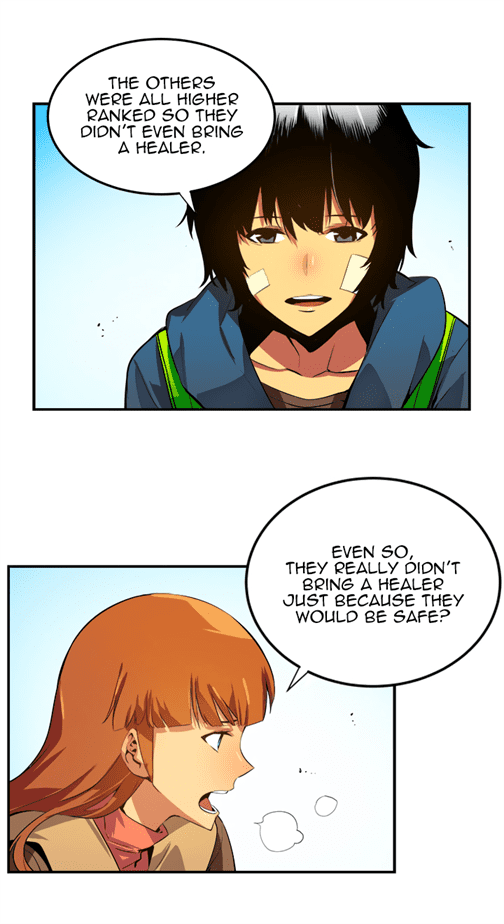 THE OTHERS
WERE ALL HIGHER
RANKED SO THEY
DIDN'T EVEN BRING
A HEALER.
EVEN SO,
THEY REALLY DIDN'T
BRING A HEALER
JUST BECAUSE THEY
WOULD BE SAFE?